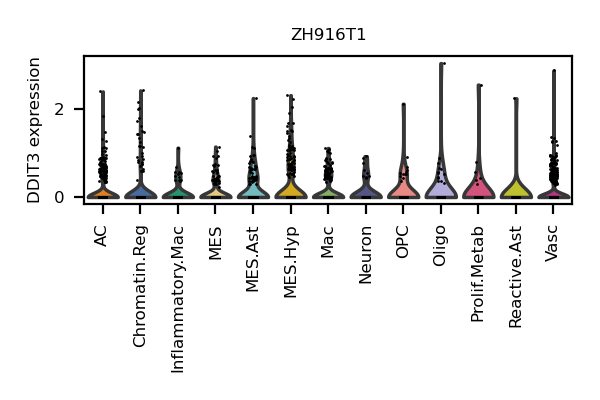 ZH916T1
DDIT3 expression
2
0
AC
Chromatin.Reg
Inflammatory.Mac
MES
MES.Ast
MES.Hyp
Mac
Neuron
OPC
Oligo
Prolif.Metab
Reactive.Ast
Vasc